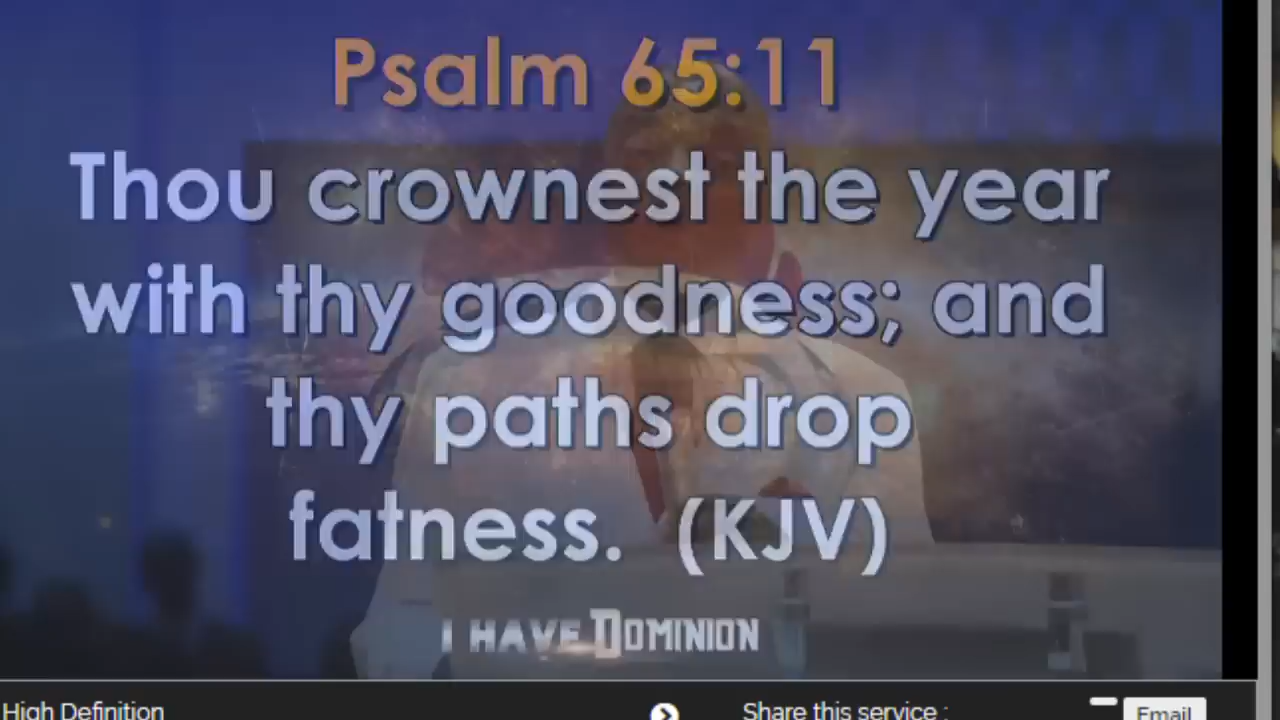 Psalm 65:11
Thou crownest the year
with thy goodness; and
thy paths drop
fatness. (KJV)
I HAVE DOMINION
High Definition
Share this service :
Email